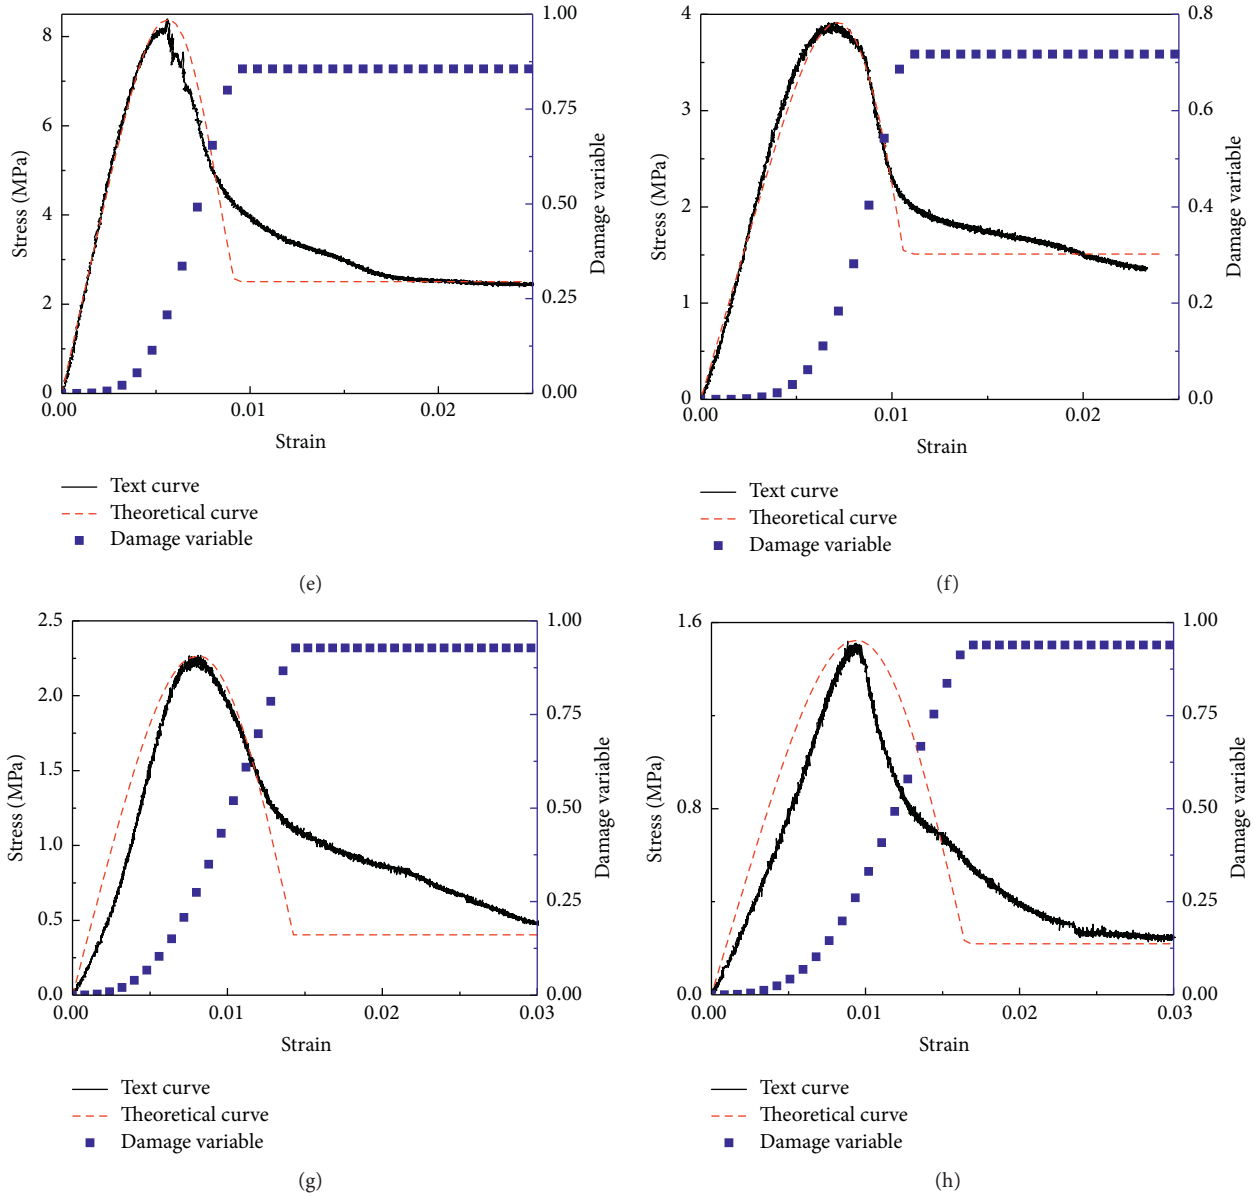 8
6
4
2
0
Stress (MPa)
1.00
0.75
0.50
0.25
0.00
Damage variable
0.00 0.01 0.02
Strain
Text curve
Theoretical curve
Damage variable
(e)
4
3
2
1
0
Stress (MPa)
0.8
0.6
0.4
0.2
0.0
Damage variable
0.00 0.01 0.02
Strain
Text curve
Theoretical curve
Damage variable
(f)
2.5
2.0
1.5
1.0
0.5
0.0
Stress (MPa)
1.00
0.75
0.50
0.25
0.00
Damage variable
0.00 0.01 0.02 0.03
Strain
Text curve
Theoretical curve
Damage variable
(g)
1.6
0.8
0.0
Stress (MPa)
1.00
0.75
0.50
0.25
0.00
Damage variable
0.00 0.01 0.02 0.03
Strain
Text curve
Theoretical curve
Damage variable
(h)